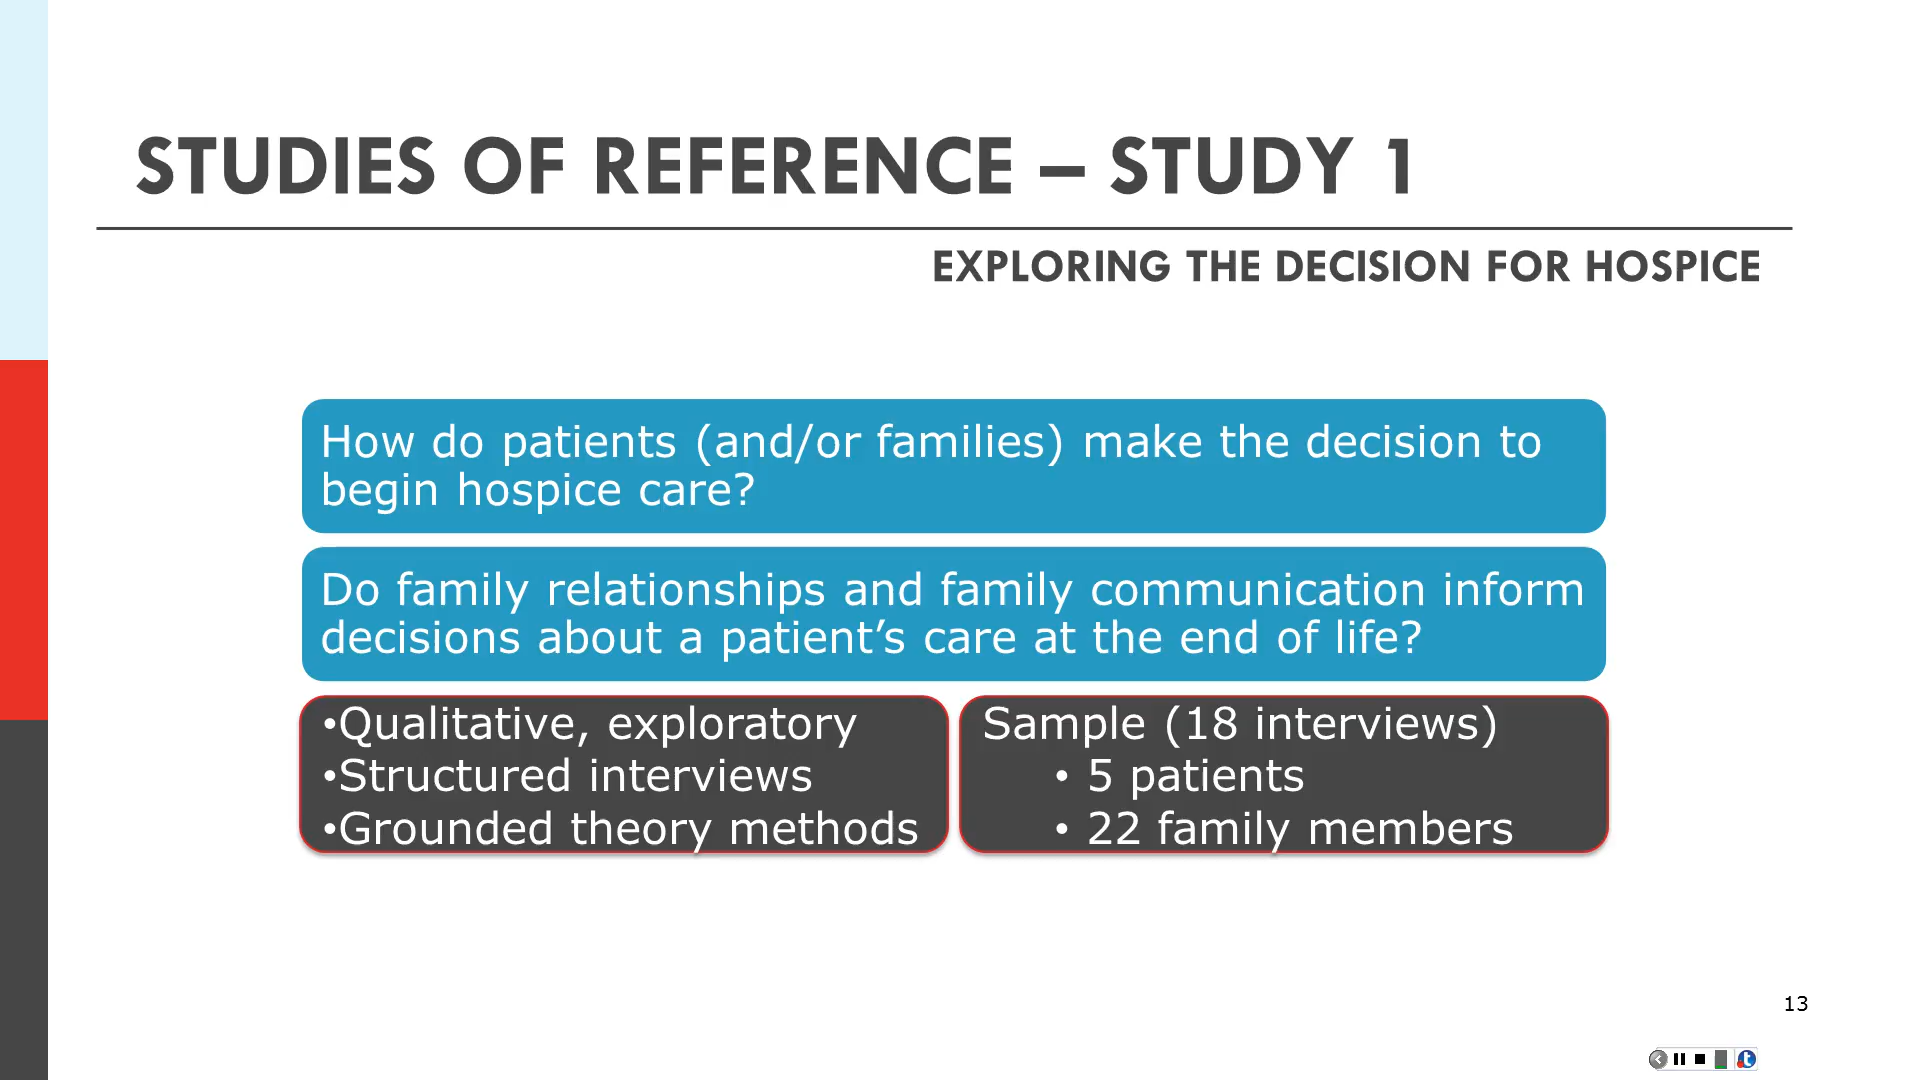 STUDIES OF REFERENCE – STUDY 1
EXPLORING THE DECISION FOR HOSPICE
How do patients (and/or families) make the decision to
begin hospice care?
Do family relationships and family communication inform
decisions about a patient’s care at the end of life?
•Qualitative, exploratory
•Structured interviews
•Grounded theory methods
Sample (18 interviews)
• 5 patients
• 22 family members
13
t